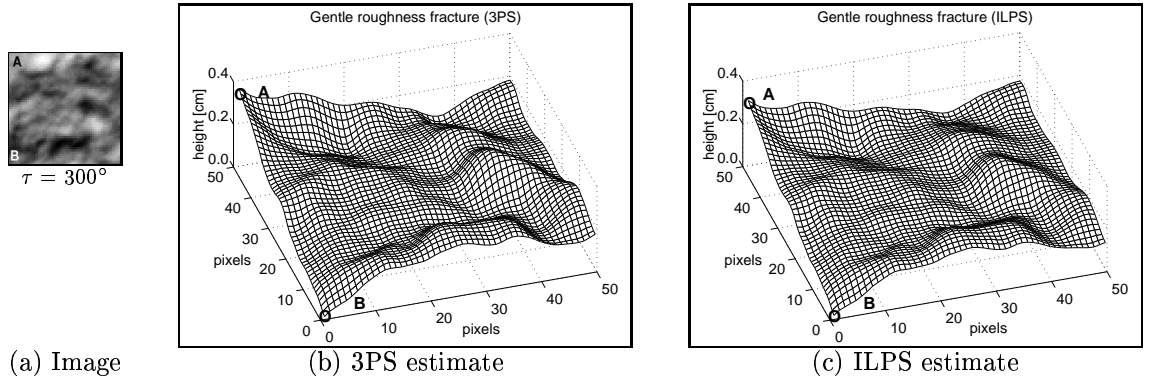 A
B
τ = 300°
(a) Image
Gentle roughness fracture (3PS)
0.4
0.2
0.0
height [cm]
A
B
50
40
30
20
10
0
pixels
0
10
20
30
40
50
pixels
(b) 3PS estimate
Gentle roughness fracture (ILPS)
0.4
0.2
0.0
height [cm]
A
B
50
40
30
20
10
0
pixels
0
10
20
30
40
50
pixels
(c) ILPS estimate